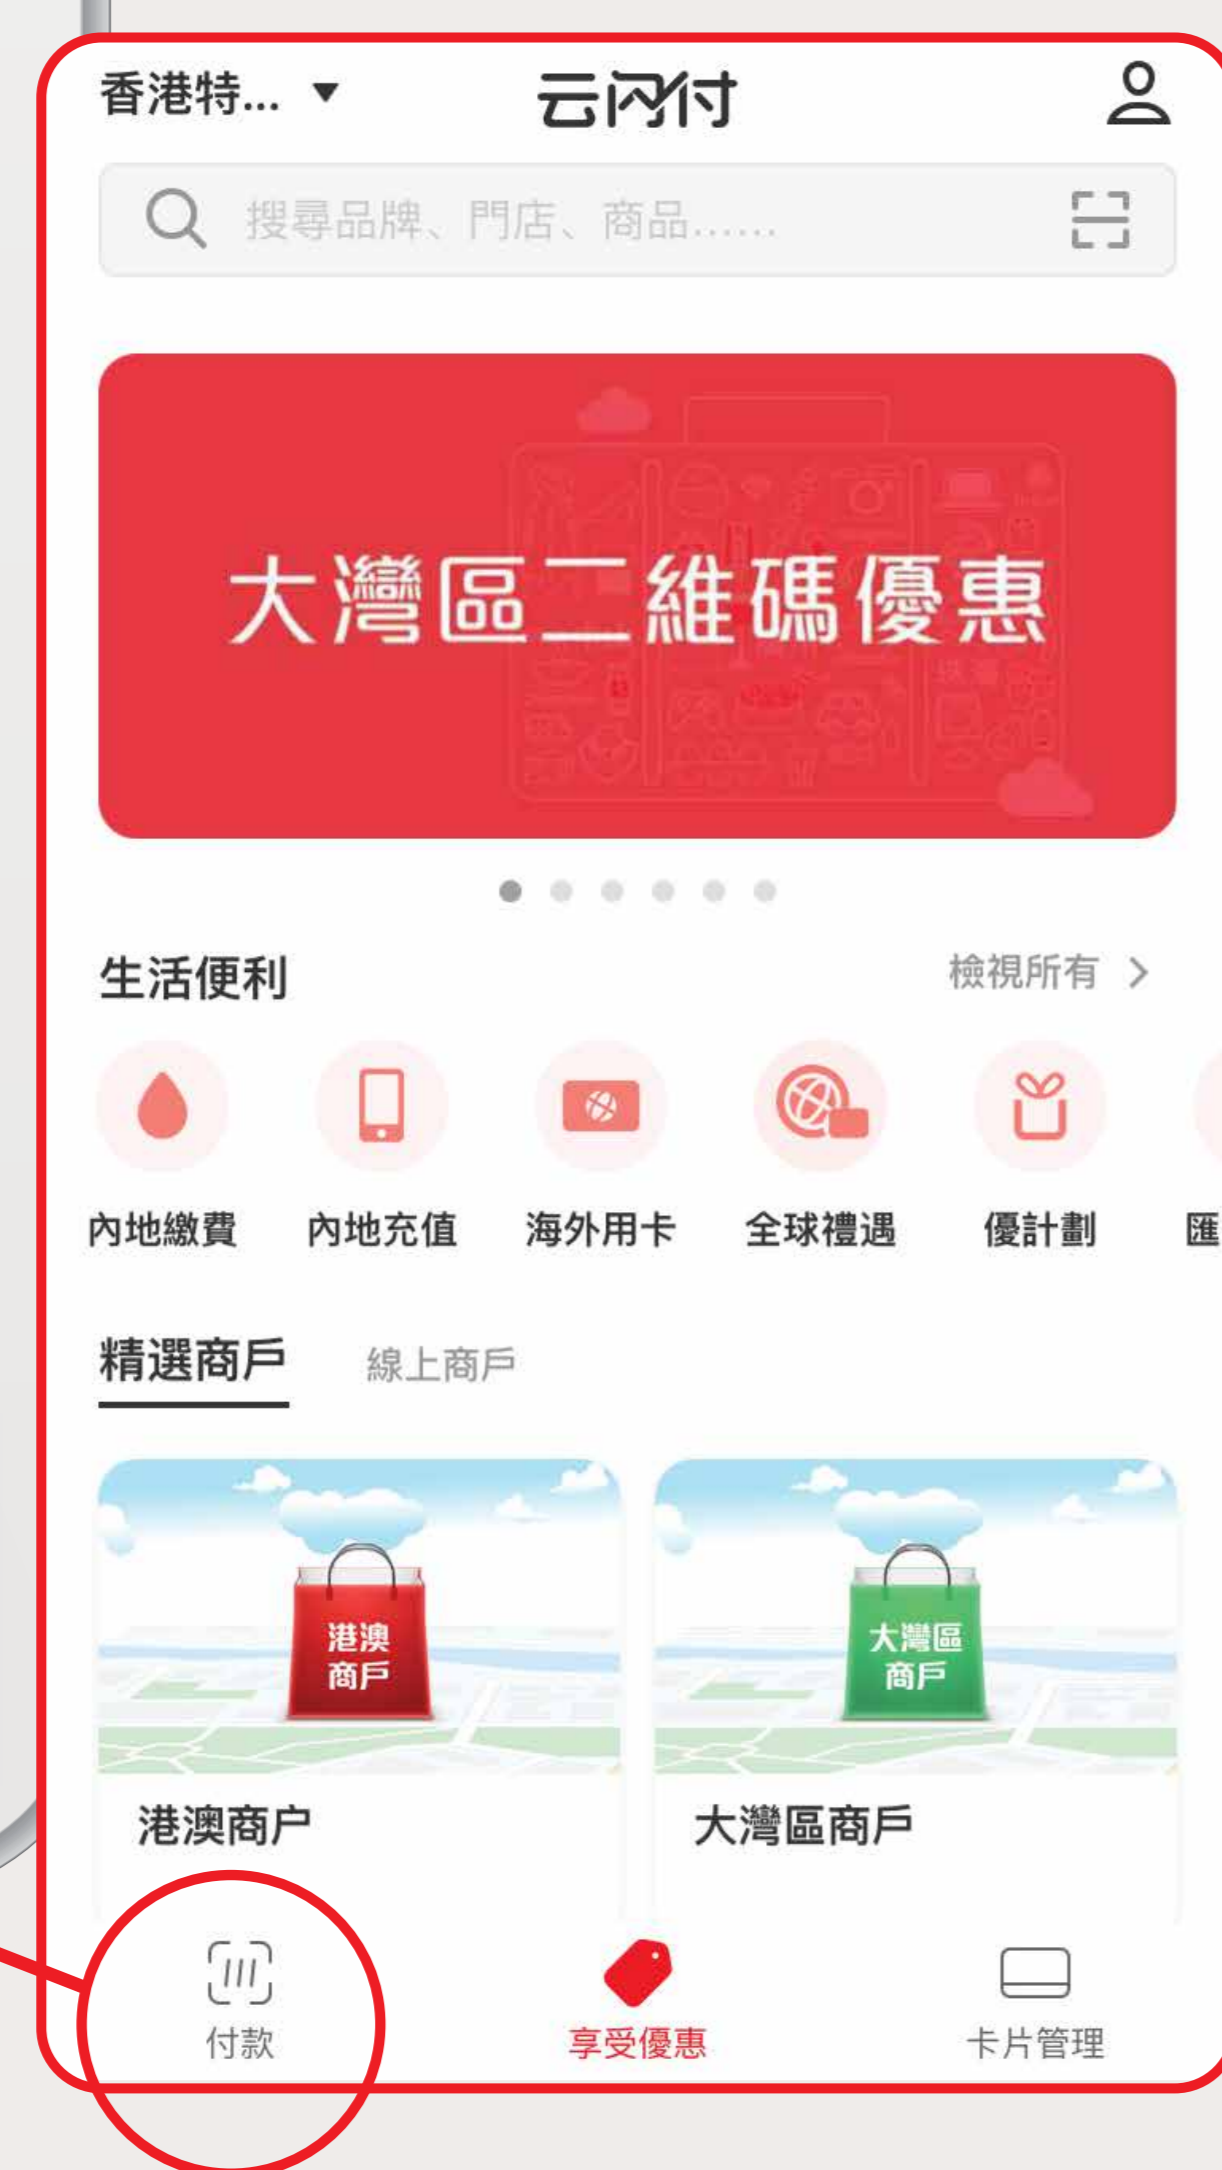 香港特...
云闪付
搜尋品牌、門店、商品......
大灣區二維碼優惠
生活便利
檢視所有
內地繳費
內地充值
海外用卡
全球禮遇
優計劃
匯
精選商戶
線上商戶
港澳
商戶
大灣區
商戶
港澳商户
大灣區商戶
付款
享受優惠
卡片管理